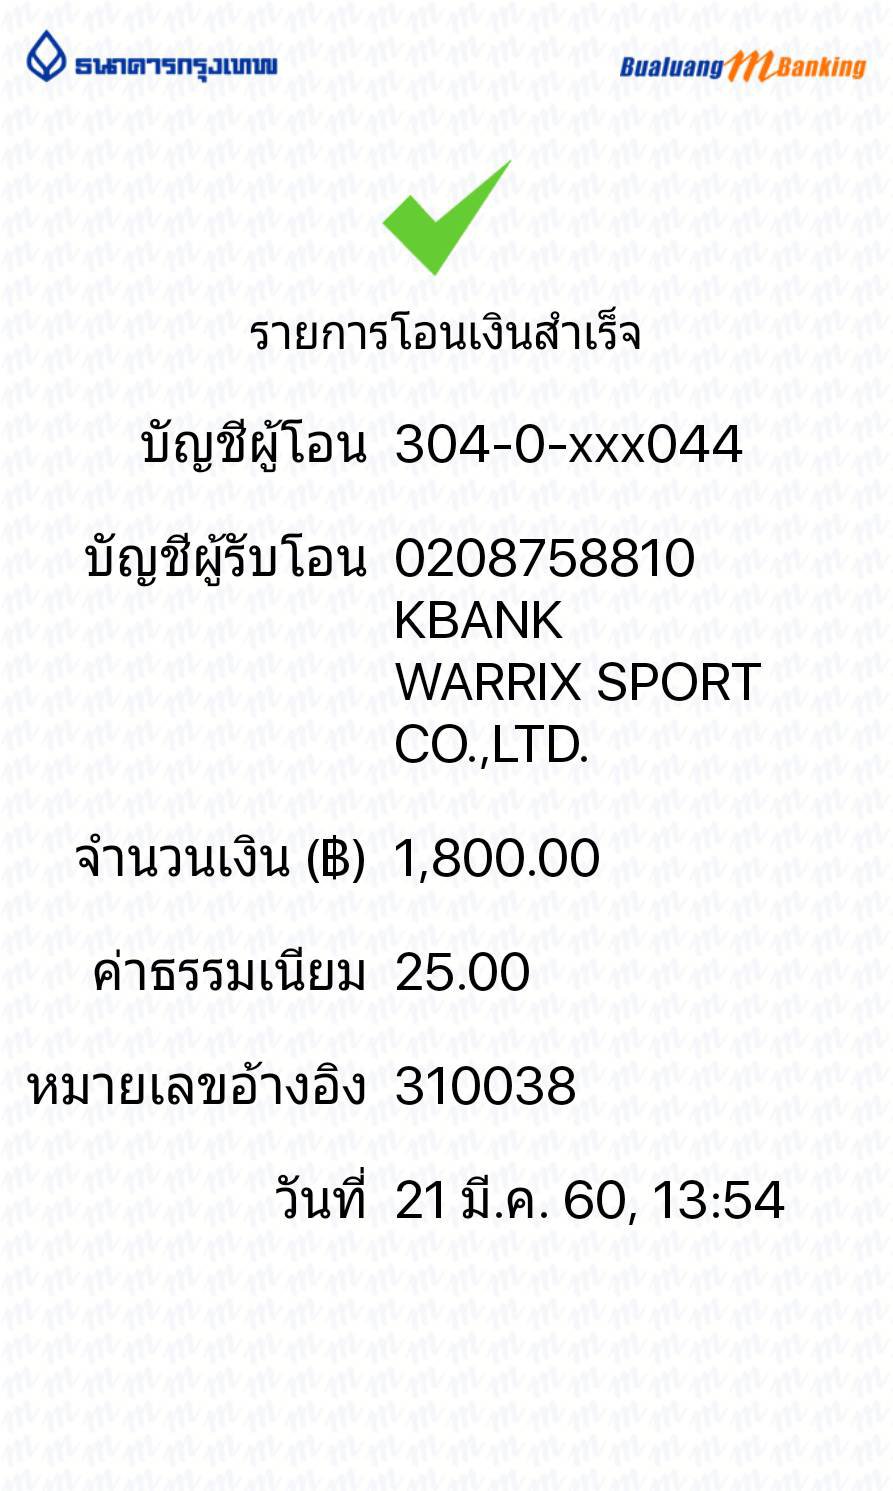 ธนาคารกรุงเทพ Bualuang mBanking
รายการโอนเงินสำเร็จ
บัญชีผู้โอน 304-0-xxx044
บัญชีผู้รับโอน 0208758810
KBANK
WARRIX SPORT
CO.,LTD.
จำนวนเงิน (฿) 1,800.00
ค่าธรรมเนียม 25.00
หมายเลขอ้างอิง 310038
วันที่ 21 มี.ค. 60, 13:54